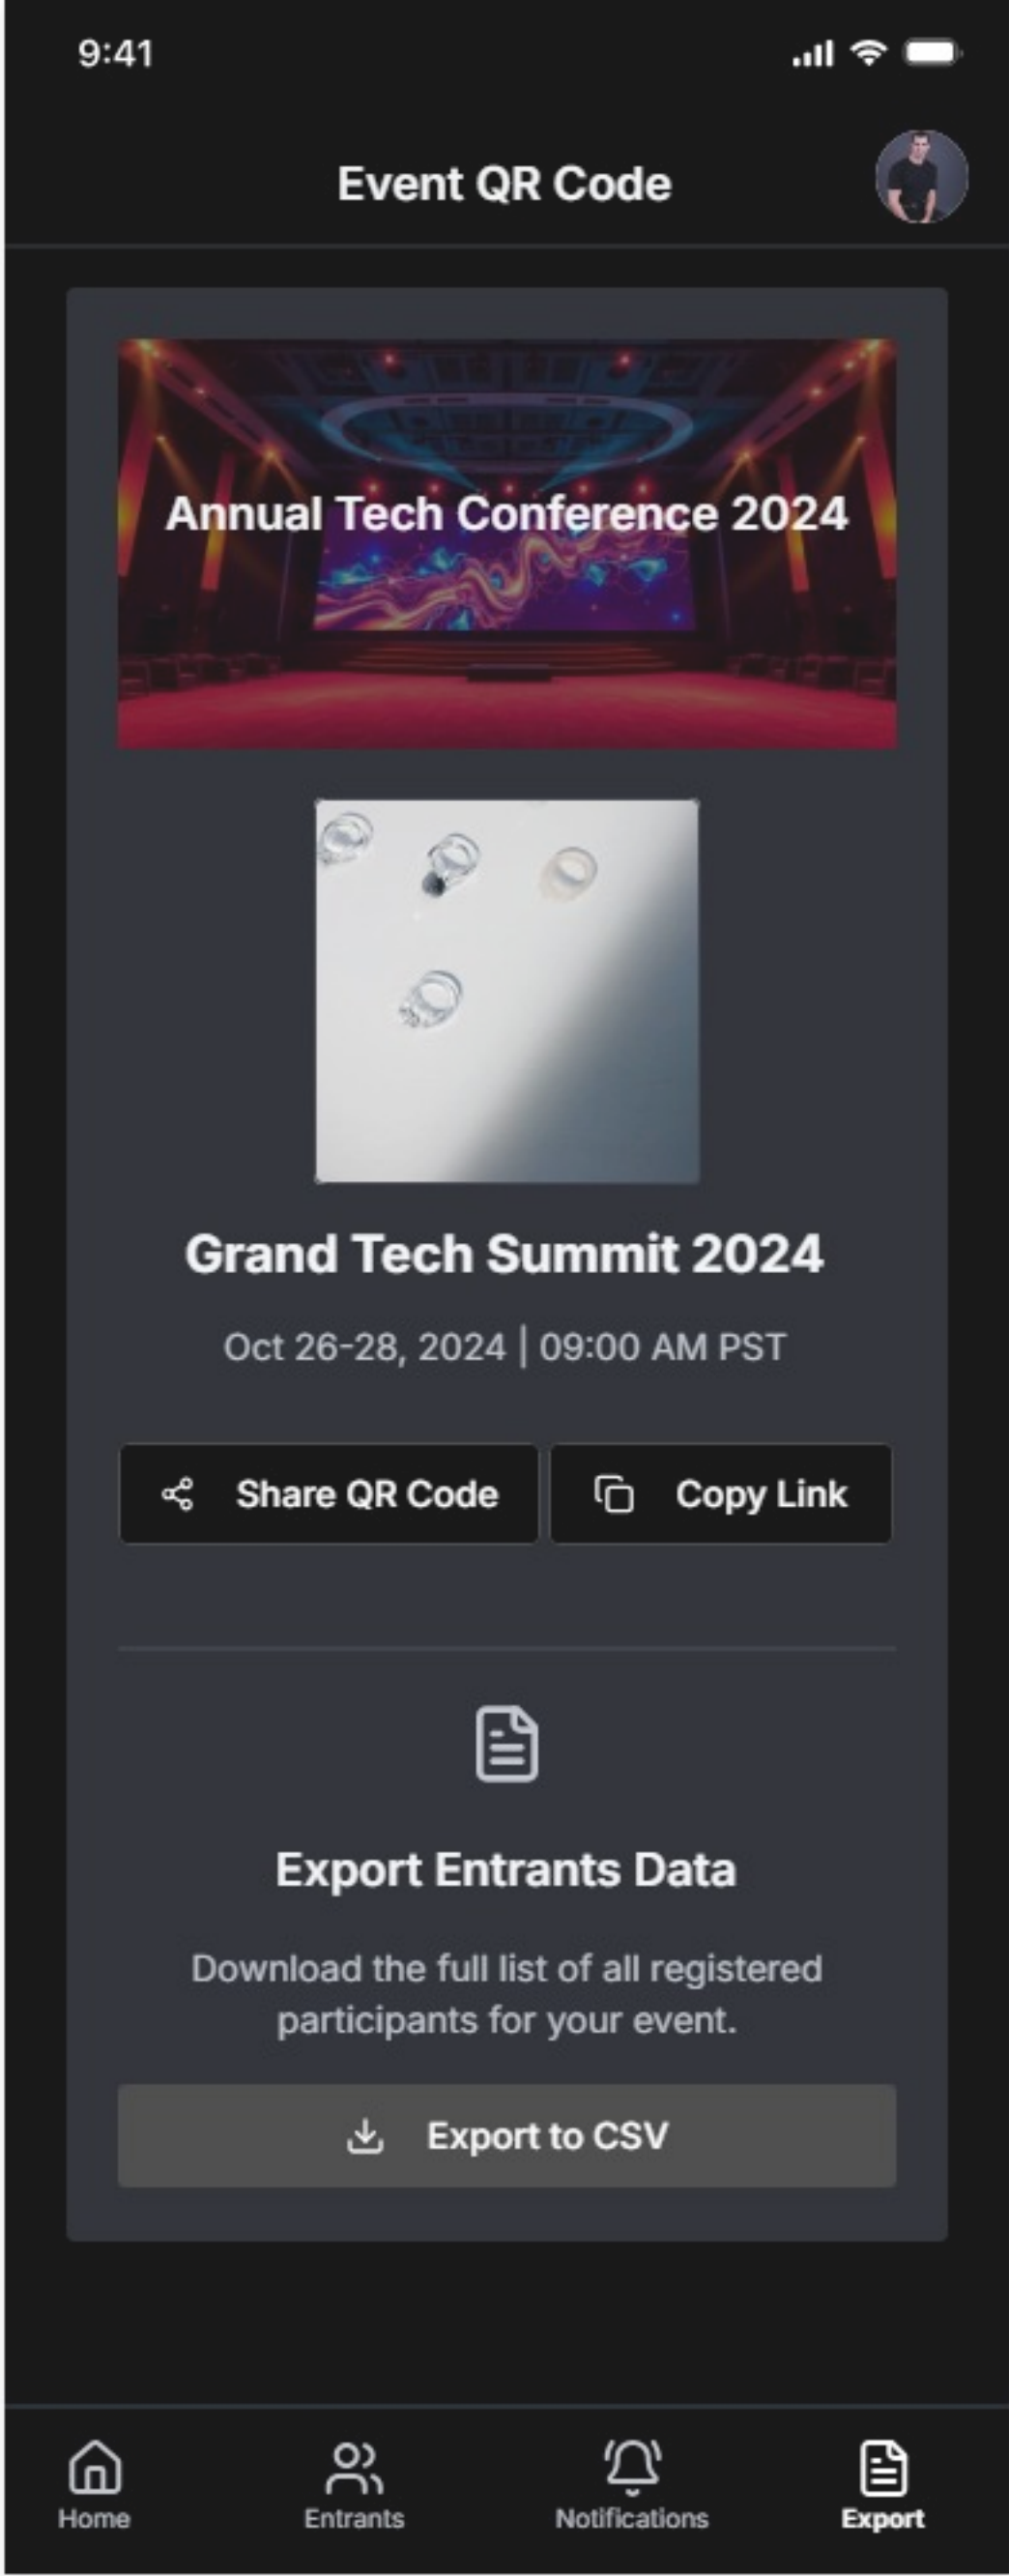 9:41
Event QR Code
Annual Tech Conference 2024
Grand Tech Summit 2024
Oct 26-28, 2024 | 09:00 AM PST
Share QR Code
Copy Link
Export Entrants Data
Download the full list of all registered
participants for your event.
Export to CSV
Home
Entrants
Notifications
Export